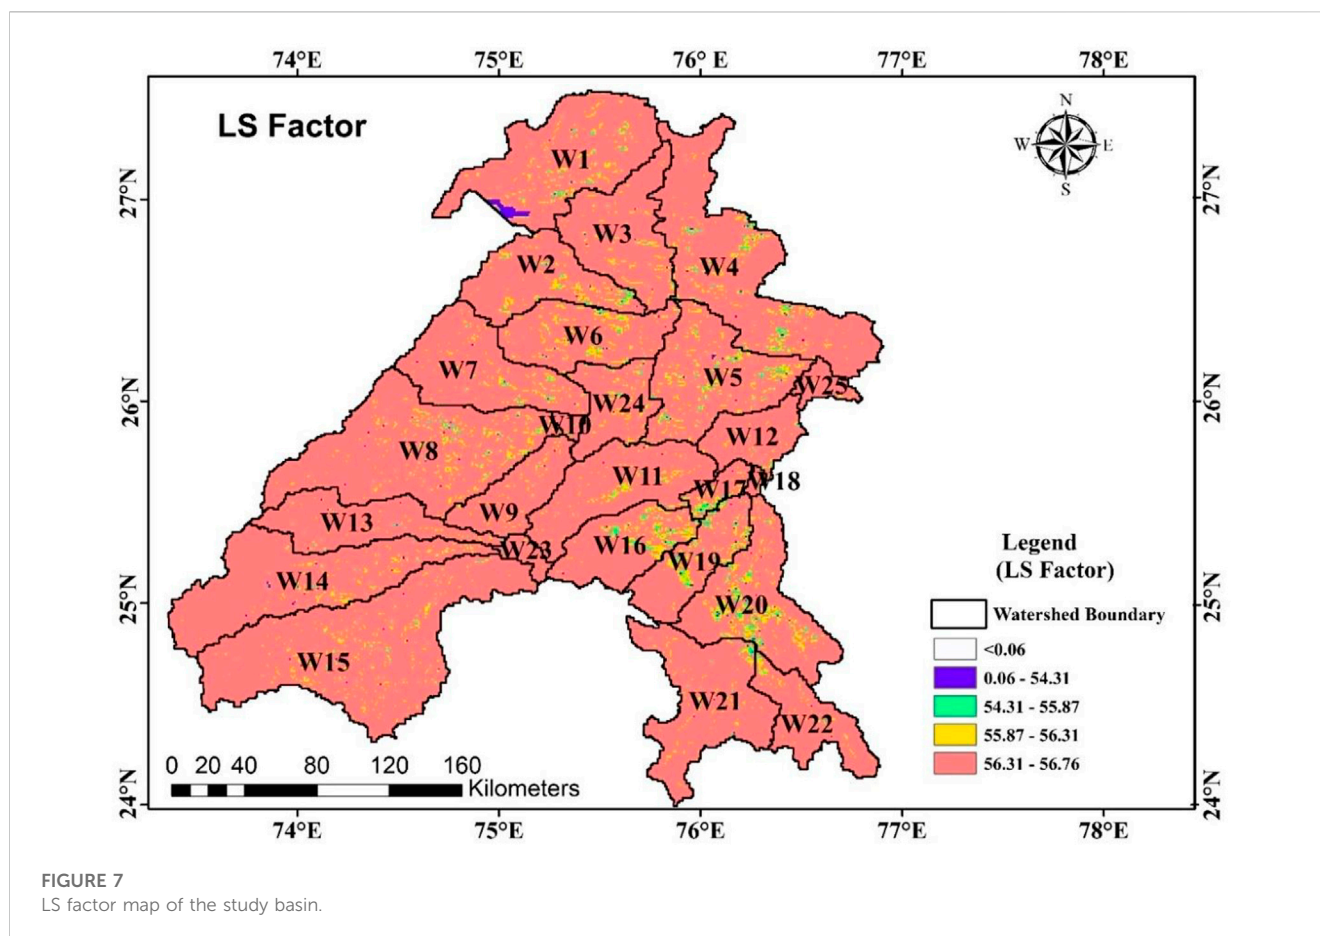 74°E 75°E 76° E 77°E 78°E
LS Factor
N
W E
S
27°N 27°N
26°N 26°N
25°N 25°N
24°N 24°N
W1
W3
W2
W4
W6
W7
W5
W25
W24
W10
W8
W12
W11
W17
W18
W9
W13
W16
W23
W19
W14
W20
W15
W21
W22
Legend
(LS Factor)
Watershed Boundary
<0.06
0.06 - 54.31
54.31 - 55.87
55.87 - 56.31
56.31 - 56.76
0 20 40 80 120 160
Kilometers
74°E 75°E 76°E 77°E 78°E
FIGURE 7
LS factor map of the study basin.